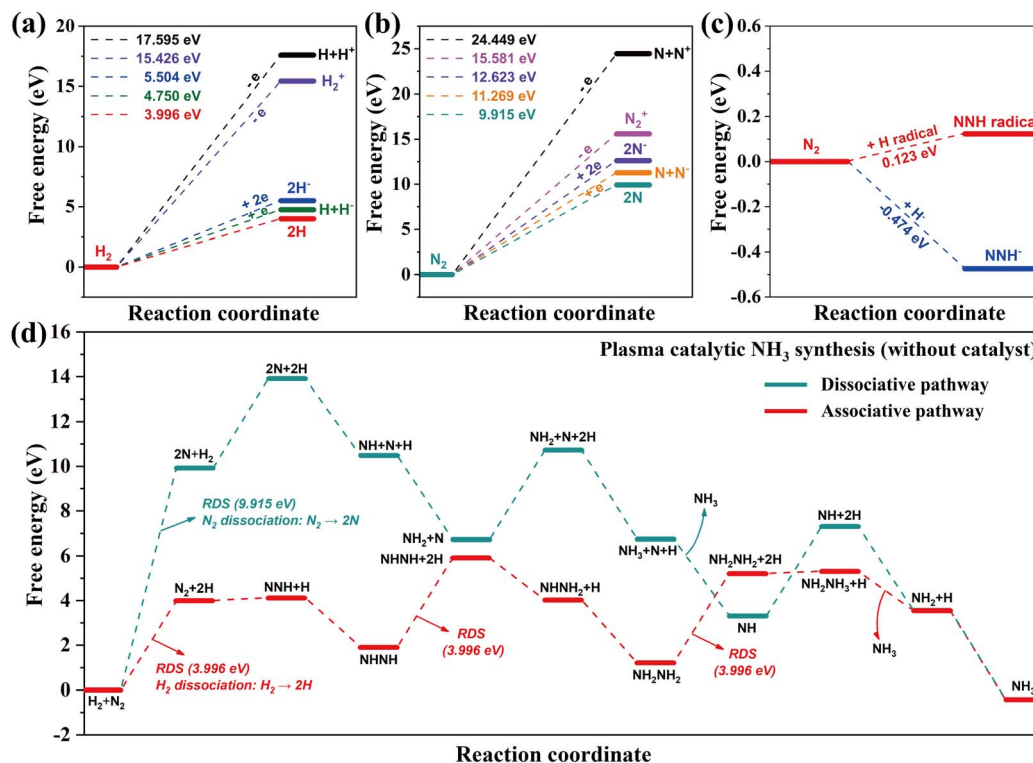 (a)
20
15
10
5
0
Free energy (eV)
17.595 eV
15.426 eV
5.504 eV
4.750 eV
3.996 eV
- e
- e
+ 2e
+ e
H₂
H+H⁺
H₂⁺
2H⁻
H+H⁻
2H
Reaction coordinate
(b)
25
20
15
10
5
0
Free energy (eV)
24.449 eV
15.581 eV
12.623 eV
11.269 eV
9.915 eV
- e
- e
+ 2e
+ e
N₂
N+N⁺
N₂⁺
2N⁻
N+N⁻
2N
Reaction coordinate
(c)
0.6
0.4
0.2
0.0
-0.2
-0.4
-0.6
Free energy (eV)
N₂
NNH radical
+ H radical
0.123 eV
+ H⁻
-0.474 eV
NNH⁻
Reaction coordinate
(d)
16
14
12
10
8
6
4
2
0
-2
Free energy (eV)
Plasma catalytic NH₃ synthesis (without catalyst)
Dissociative pathway
Associative pathway
2N+2H
2N+H₂
NH+N+H
NH₂+N+2H
RDS (9.915 eV)
N₂ dissociation: N₂ → 2N
NH₂+N
NH₃+N+H
NH₃
NH
NH+2H
H₂+N₂
N₂+2H
NNH+H
NHNH
NHNH+2H
NHNH₂+H
NH₂NH₂
NH₂NH₂+2H
NH₂NH₃+H
NH₃
NH₂+H
NH₃
RDS (3.996 eV)
H₂ dissociation: H₂ → 2H
RDS
(3.996 eV)
RDS
(3.996 eV)
Reaction coordinate